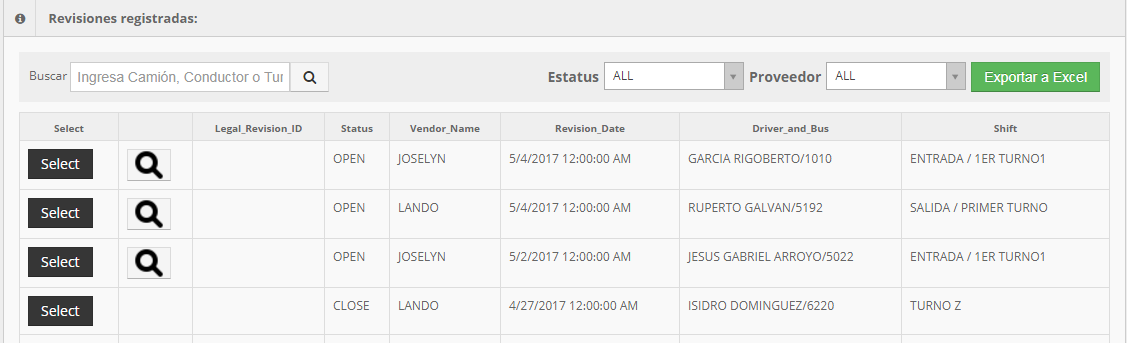 Revisiones registradas:
Buscar Ingresa Camión, Conductor o Tur Estatus ALL Proveedor ALL Exportar a Excel
Select Legal_Revision_ID Status Vendor_Name Revision_Date Driver_and_Bus Shift
Select OPEN JOSELYN 5/4/2017 12:00:00 AM GARCIA RIGOBERTO/1010 ENTRADA / 1ER TURNO1
Select OPEN LANDO 5/4/2017 12:00:00 AM RUPERTO GALVAN/5192 SALIDA / PRIMER TURNO
Select OPEN JOSELYN 5/2/2017 12:00:00 AM JESUS GABRIEL ARROYO/5022 ENTRADA / 1ER TURNO1
Select CLOSE LANDO 4/27/2017 12:00:00 AM ISIDRO DOMINGUEZ/6220 TURNO Z